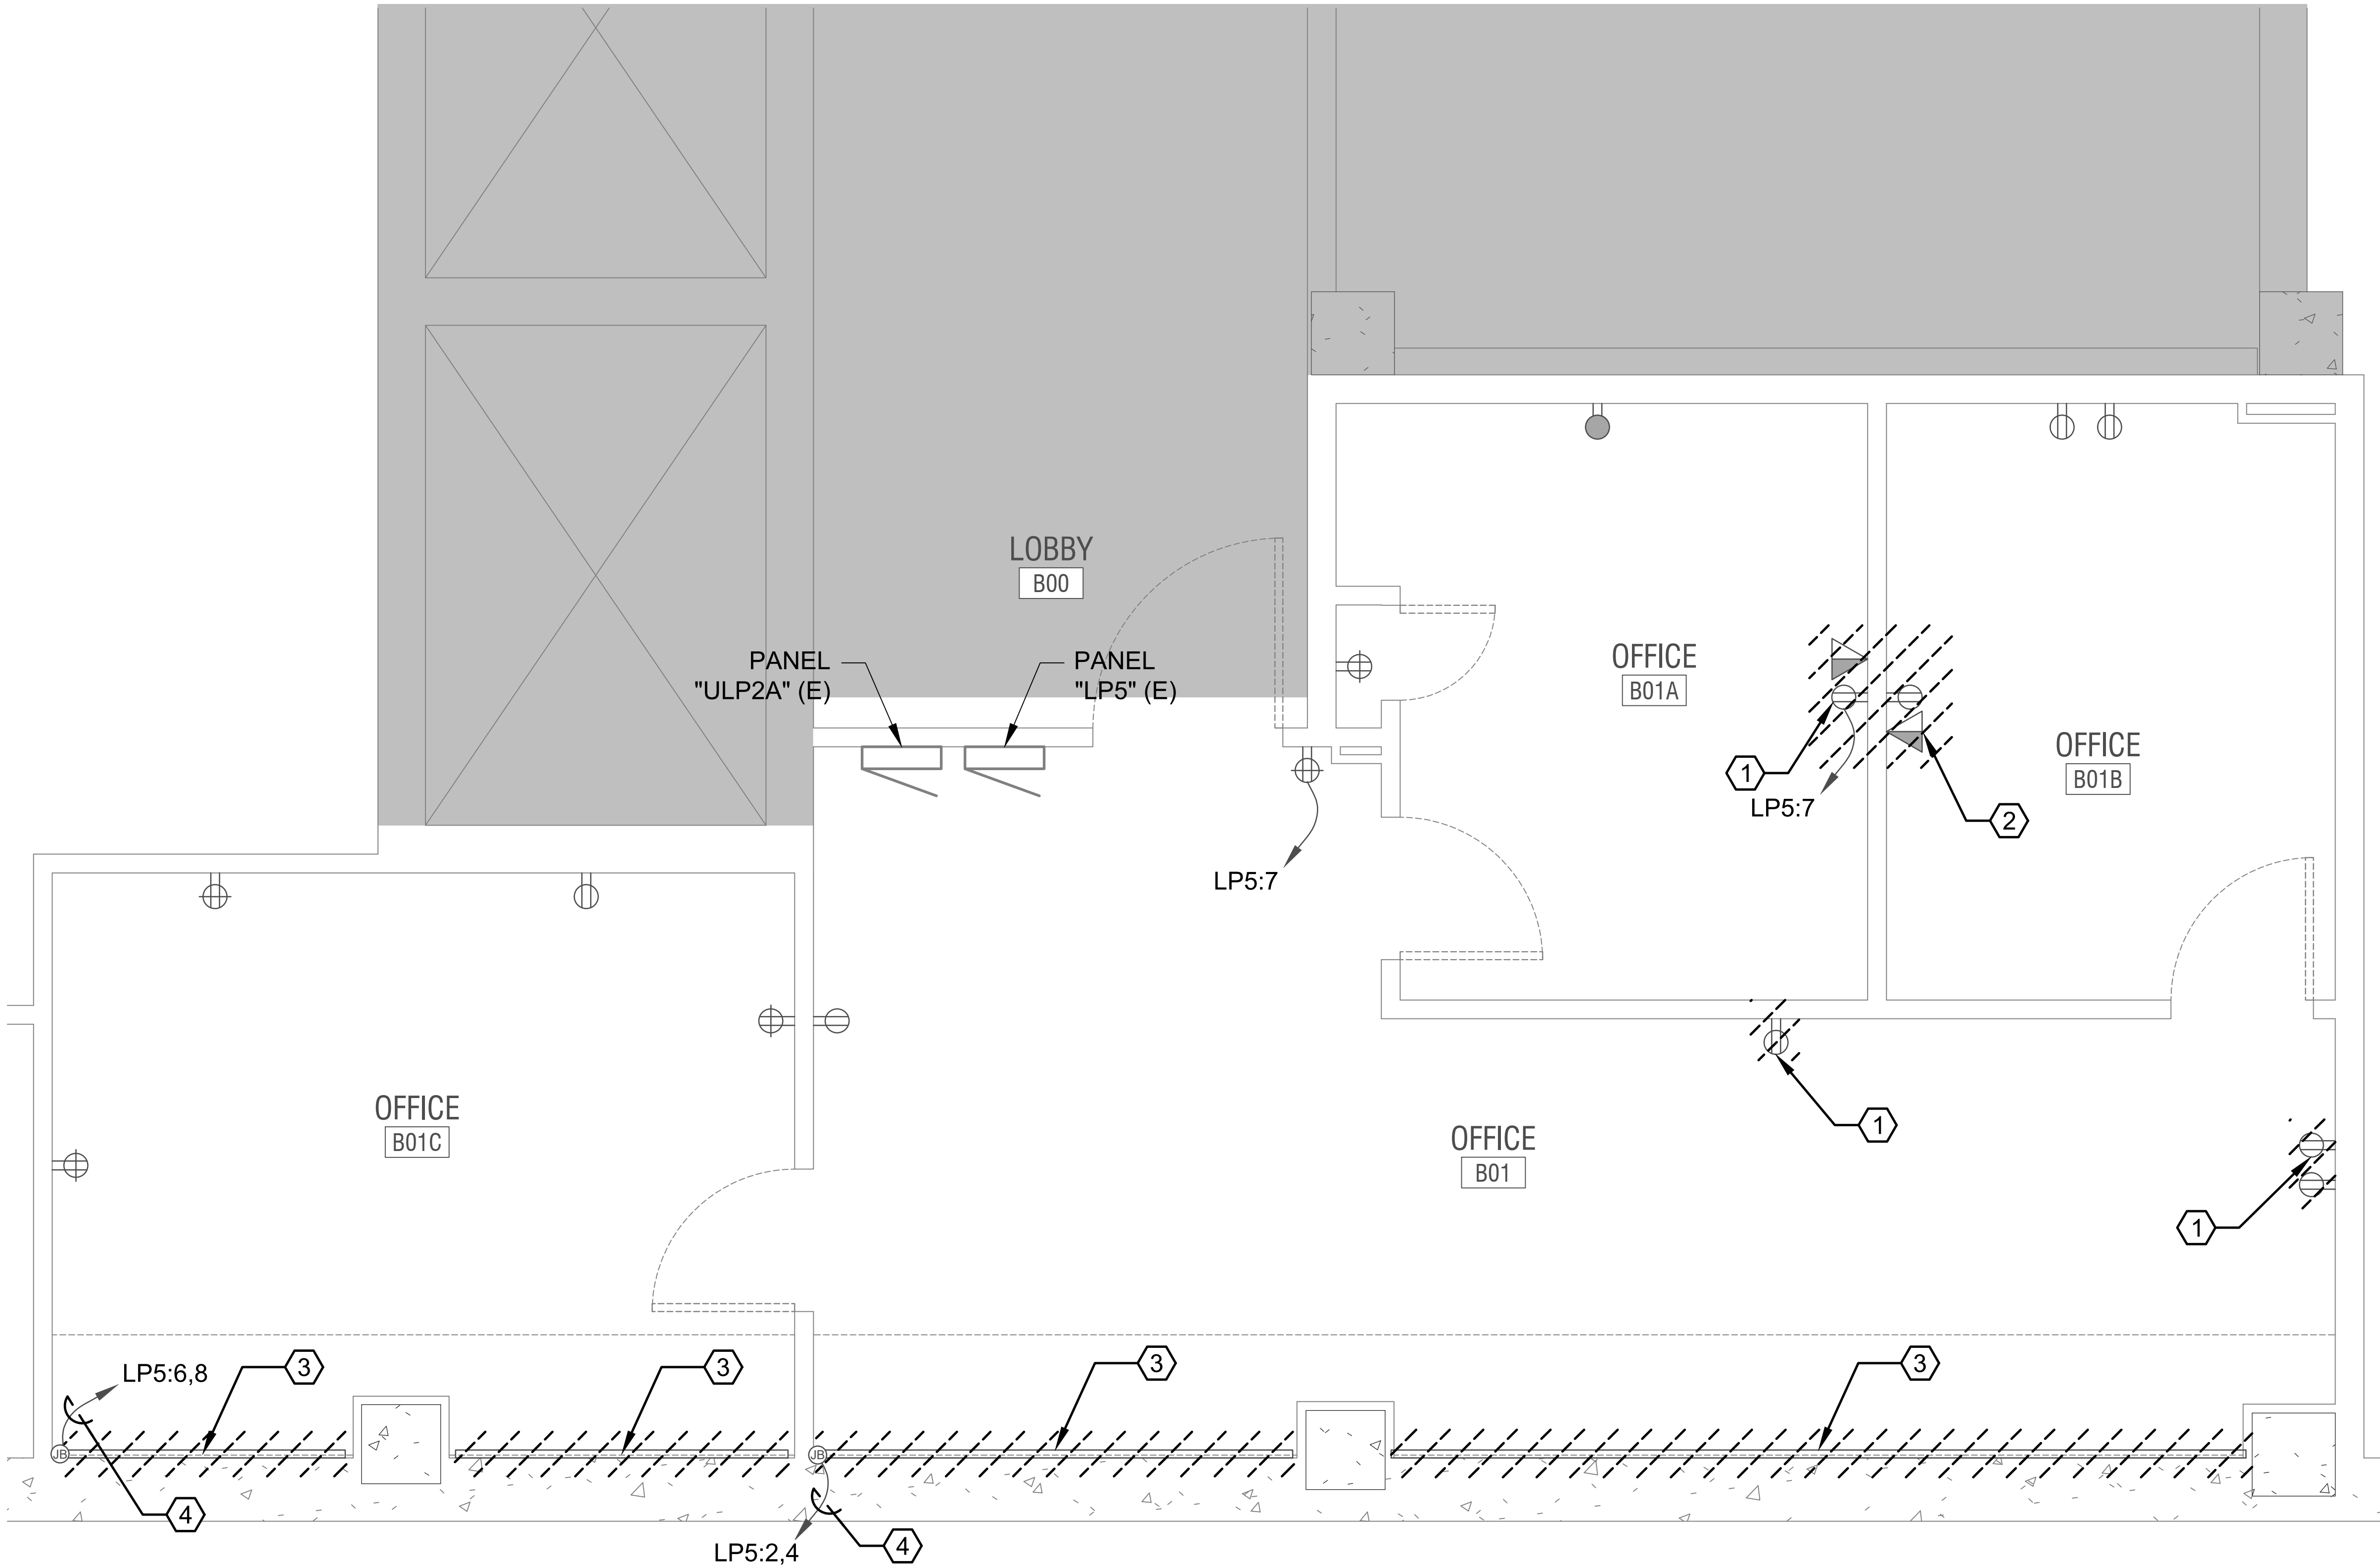 LOBBY
B00
PANEL
"ULP2A" (E)
PANEL
"LP5" (E)
OFFICE
B01A
OFFICE
B01B
1
LP5:7
2
LP5:7
OFFICE
B01C
1
OFFICE
B01
1
LP5:6,8
3
3
3
3
JB
JB
4
LP5:2,4
4